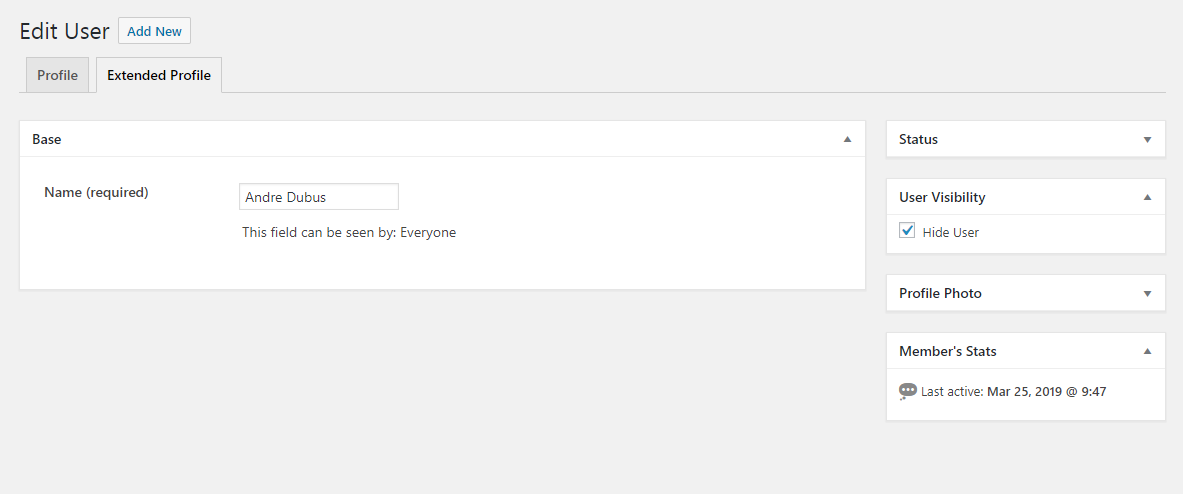 Edit User Add New
Profile Extended Profile
Base
Name (required) Andre Dubus
This field can be seen by: Everyone
Status
User Visibility
Hide User
Profile Photo
Member's Stats
Last active: Mar 25, 2019 @ 9:47